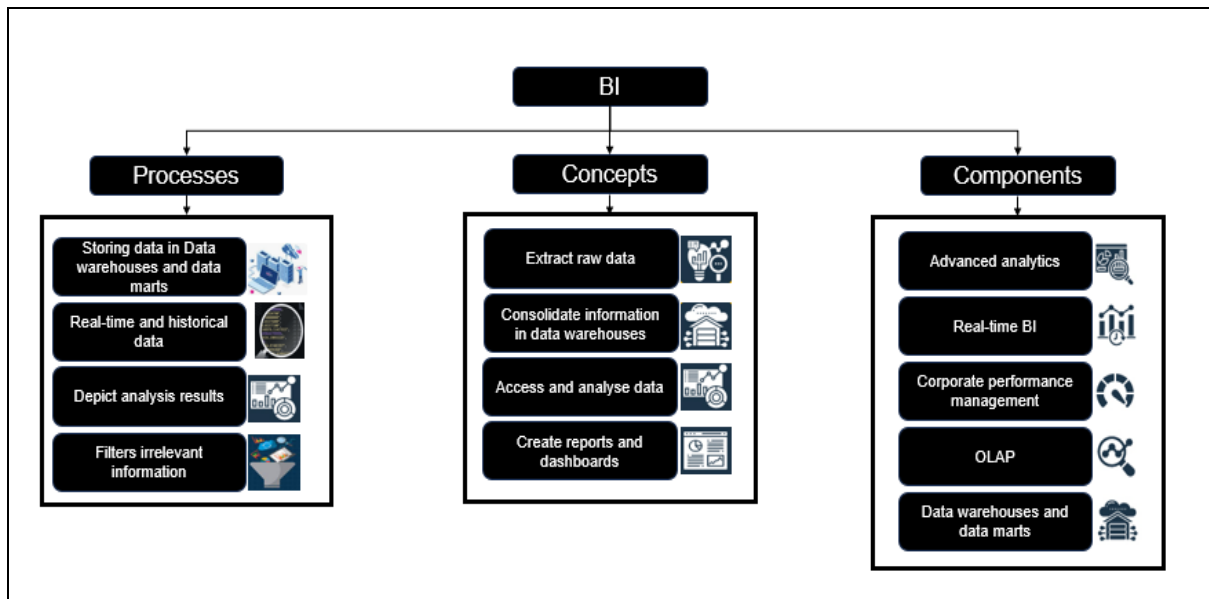 BI
Processes
Storing data in Data
warehouses and data
marts
Real-time and historical
data
Depict analysis results
Filters irrelevant
information
Concepts
Extract raw data
Consolidate information
in data warehouses
Access and analyse data
Create reports and
dashboards
Components
Advanced analytics
Real-time BI
Corporate performance
management
OLAP
Data warehouses and
data marts